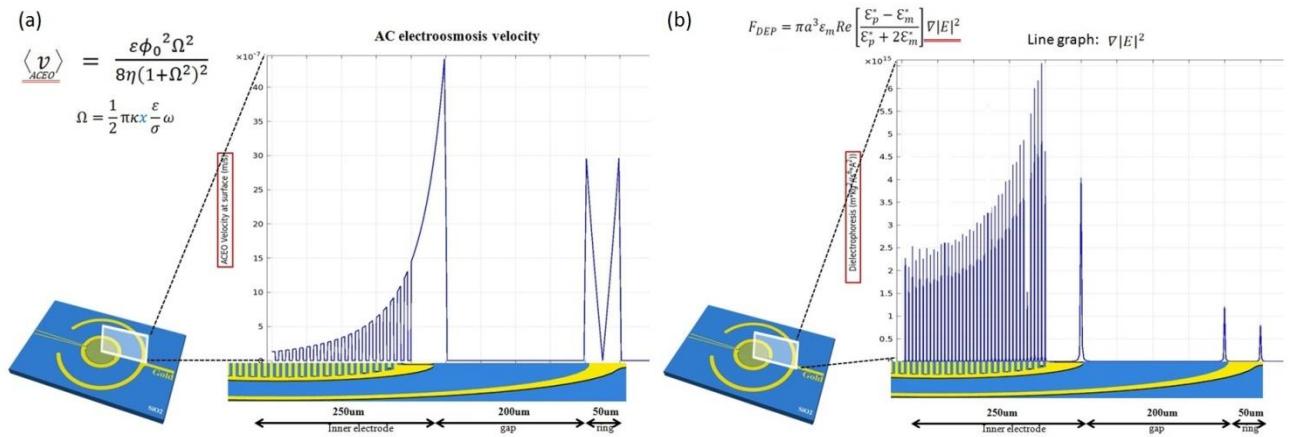 (a)
⟨v⟩ = εϕ₀²Ω² / 8η(1+Ω²)²
ACEO
Ω = 1/2 πκx ε/σ ω
AC electroosmosis velocity
×10⁻⁷
40
30
25
20
15
10
5
0
ACEO Velocity at surface (m/s)
Gold
SiO2
250um
200um
50um
Inner electrode
gap
ring
(b)
F_DEP = πa³ε_m Re [ (ε*_p − ε*_m) / (ε*_p + 2ε*_m) ] ∇|E|²
Line graph: ∇|E|²
×10¹⁵
6
5.5
5
4.5
4
3.5
3
2.5
2
1.5
1
0.5
0
Gold
SiO2
250um
200um
50um
Inner electrode
gap
ring